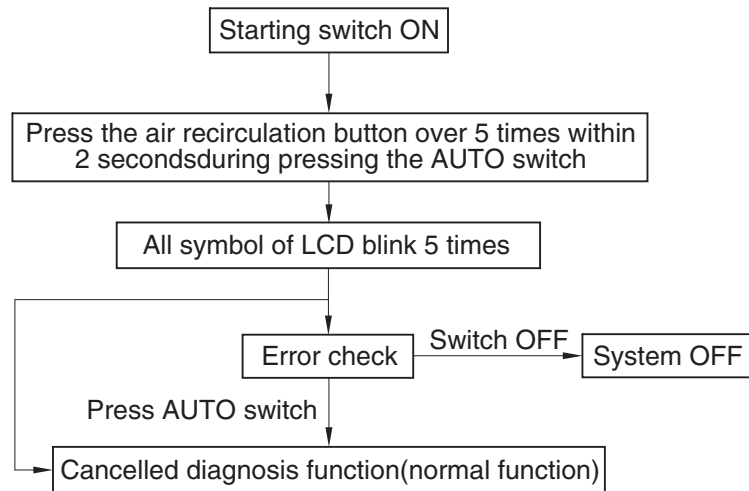 Starting switch ON
Press the air recirculation button over 5 times within
2 secondsduring pressing the AUTO switch
All symbol of LCD blink 5 times
Error check
Switch OFF
System OFF
Press AUTO switch
Cancelled diagnosis function(normal function)